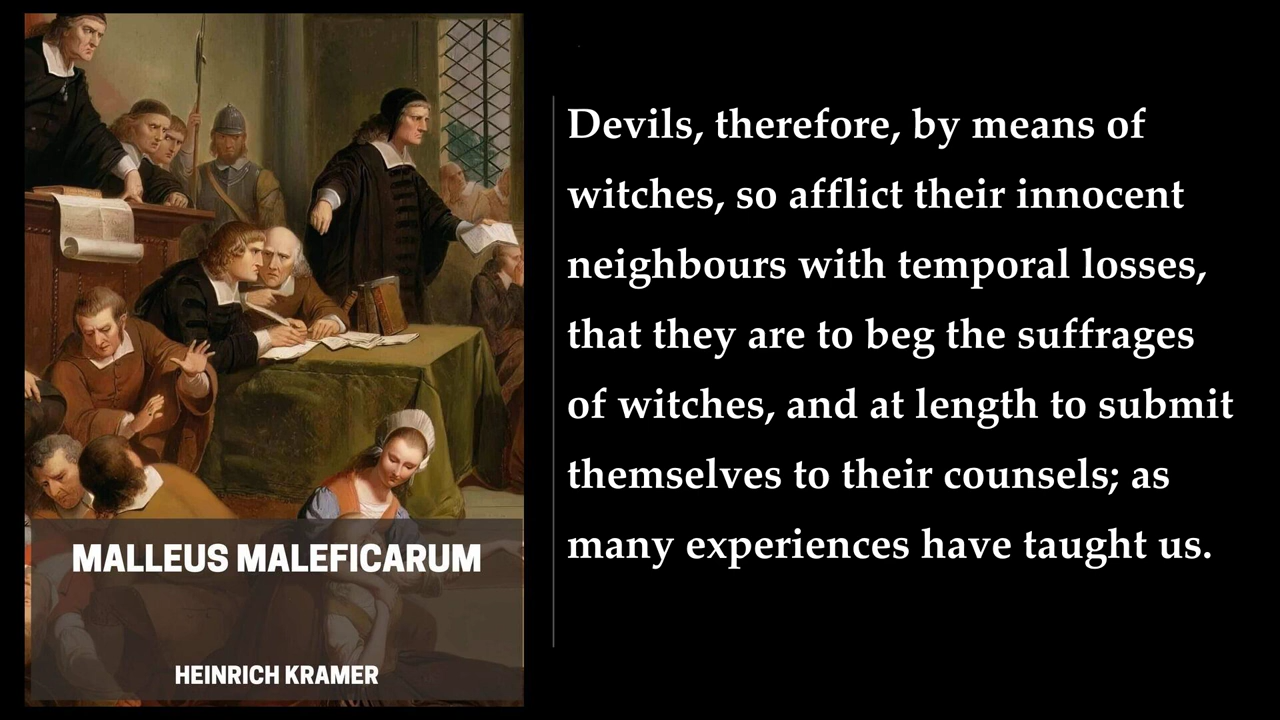 MALLEUS MALEFICARUM
HEINRICH KRAMER
Devils, therefore, by means of
witches, so afflict their innocent
neighbours with temporal losses,
that they are to beg the suffrages
of witches, and at length to submit
themselves to their counsels; as
many experiences have taught us.